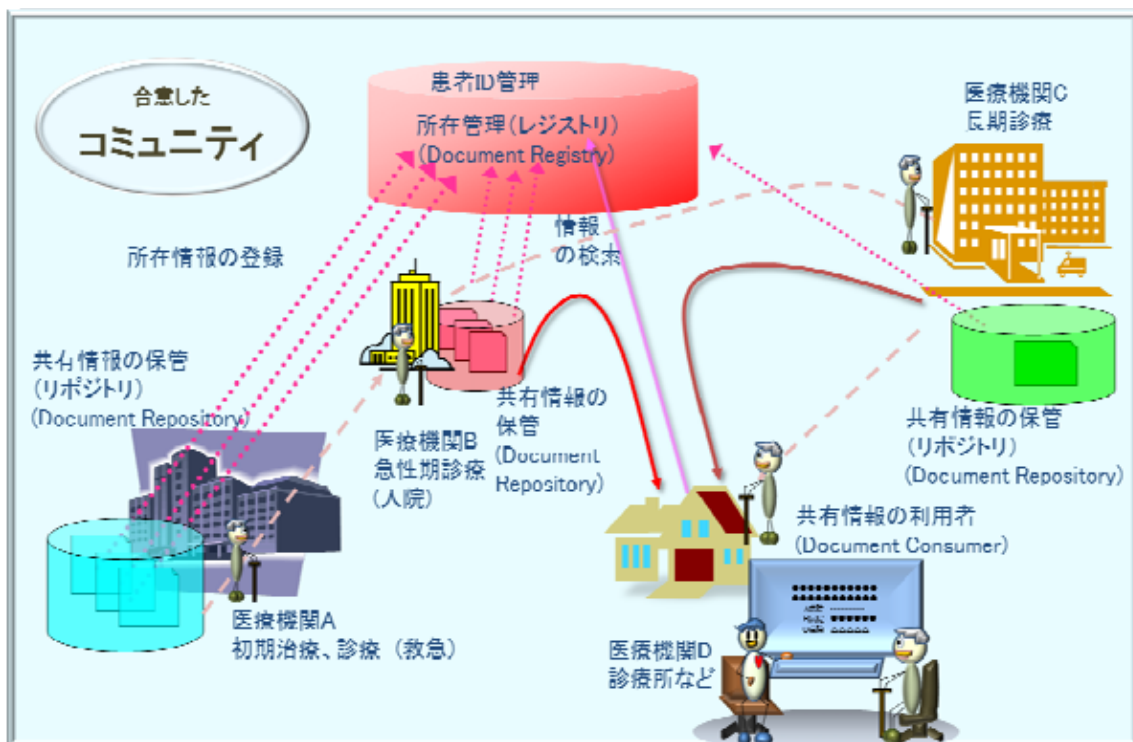 合意した
コミュニティ
患者ID管理
所在管理(レジストリ)
(Document Registry)
医療機関C
長期診療
所在情報の登録
情報
の検索
共有情報の保管
(リポジトリ)
(Document Repository)
医療機関B
急性期診療
(入院)
共有情報の
保管
(Document
Repository)
共有情報の保管
(リポジトリ)
(Document Repository)
共有情報の利用者
(Document Consumer)
医療機関A
初期治療、診療 (救急)
医療機関D
診療所など